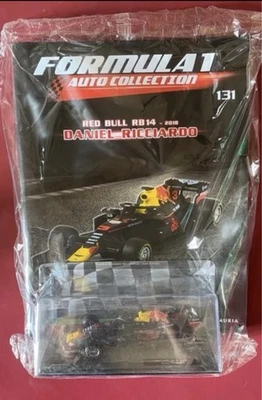 FORMULA 1
AUTO COLLECTION
131
RED BULL RB14 - 2018
DANIEL RICCIARDO